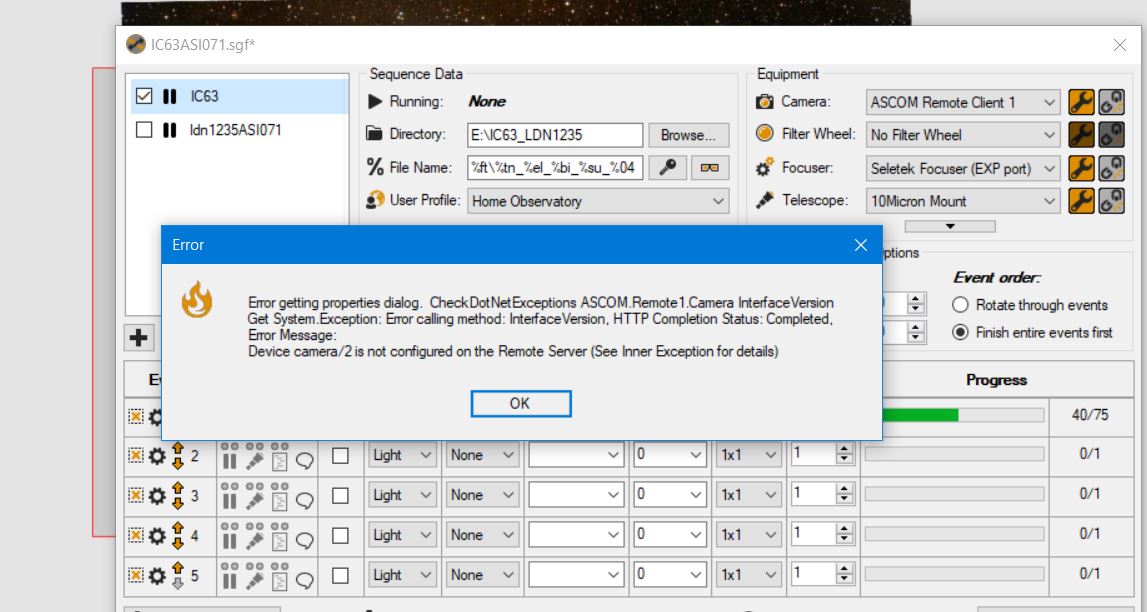 IC63ASI071.sgf*
IC63
ldn1235ASI071
Sequence Data
Running: None
Directory: E:\IC63_LDN1235 Browse...
% File Name: %ft\%tn_%el_%bi_%su_%04
User Profile: Home Observatory
Equipment
Camera: ASCOM Remote Client 1
Filter Wheel: No Filter Wheel
Focuser: Seletek Focuser (EXP port)
Telescope: 10Micron Mount
Event order:
Rotate through events
Finish entire events first
Error
Error getting properties dialog. CheckDotNetExceptions ASCOM.Remote1.Camera InterfaceVersion
Get System.Exception: Error calling method: InterfaceVersion, HTTP Completion Status: Completed,
Error Message:
Device camera/2 is not configured on the Remote Server (See Inner Exception for details)
OK
Progress
40/75
2 Light None 0 1x1 1 0/1
3 Light None 0 1x1 1 0/1
4 Light None 0 1x1 1 0/1
5 Light None 0 1x1 1 0/1